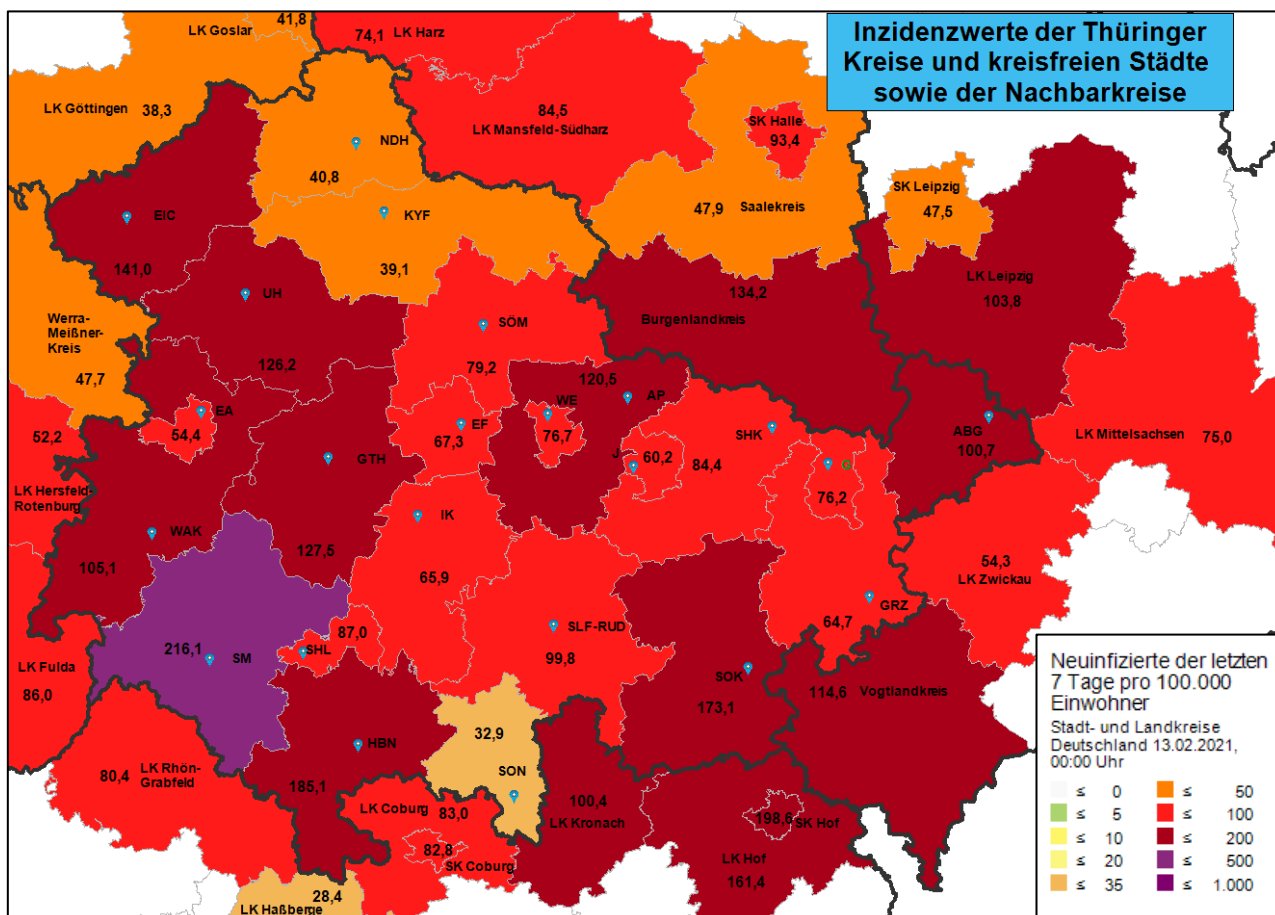 41,8
LK Goslar
74,1 LK Harz
Inzidenzwerte der Thüringer
Kreise und kreisfreien Städte
sowie der Nachbarkreise
LK Göttingen 38,3
84,5
LK Mansfeld-Südharz
SK Halle
93,4
NDH
40,8
SK Leipzig
47,5
EIC
141,0
KYF
39,1
47,9 Saalekreis
LK Leipzig
103,8
UH
126,2
134,2
Burgenlandkreis
Werra-
Meißner-
Kreis
47,7
SÖM
79,2
120,5
AP
WE
76,7
EA
54,4
EF
67,3
SHK
84,4
J
60,2
76,2
G
ABG
100,7
LK Mittelsachsen 75,0
52,2
LK Hersfeld-
Rotenburg
GTH
127,5
WAK
105,1
IK
65,9
54,3
LK Zwickau
GRZ
64,7
SLF-RUD
99,8
87,0
SHL
216,1
SM
LK Fulda
86,0
SOK
173,1
114,6 Vogtlandkreis
HBN
185,1
32,9
SON
80,4 LK Rhön-
Grabfeld
LK Coburg
83,0
82,8
SK Coburg
100,4
LK Kronach
198,6 SK Hof
LK Hof
161,4
28,4
LK Haßberge
Neuinfizierte der letzten
7 Tage pro 100.000
Einwohner
Stadt- und Landkreise
Deutschland 13.02.2021,
00:00 Uhr
≤ 0 ≤ 50
≤ 5 ≤ 100
≤ 10 ≤ 200
≤ 20 ≤ 500
≤ 35 ≤ 1.000